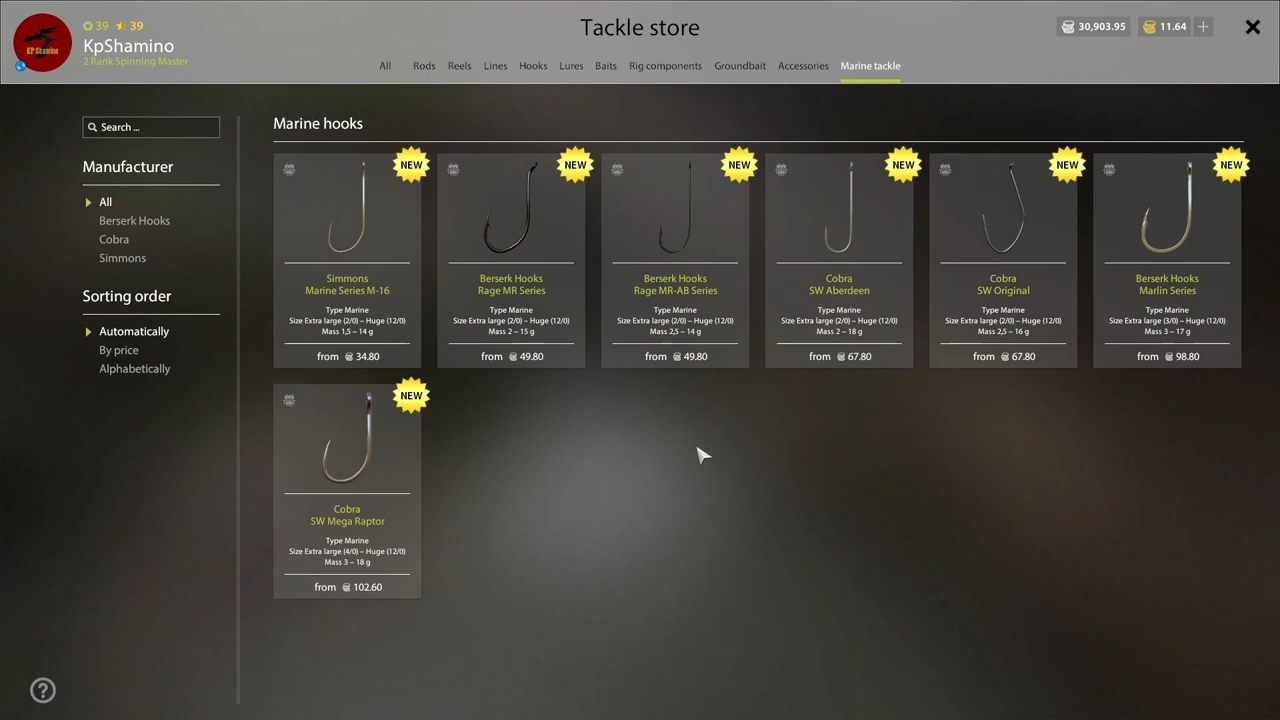 39 39
KpShamino
2 Rank Spinning Master
KP Shamino
Tackle store
30,903.95 11.64 +
All Rods Reels Lines Hooks Lures Baits Rig components Groundbait Accessories Marine tackle
Search ...
Manufacturer
All
Berserk Hooks
Cobra
Simmons
Sorting order
Automatically
By price
Alphabetically
Marine hooks
NEW
Simmons
Marine Series M-16
Type Marine
Size Extra large (2/0) – Huge (12/0)
Mass 1,5 – 14 g
from 34.80
NEW
Berserk Hooks
Rage MR Series
Type Marine
Size Extra large (2/0) – Huge (12/0)
Mass 2 – 15 g
from 49.80
NEW
Berserk Hooks
Rage MR-AB Series
Type Marine
Size Extra large (2/0) – Huge (12/0)
Mass 2,5 – 14 g
from 49.80
NEW
Cobra
SW Aberdeen
Type Marine
Size Extra large (2/0) – Huge (12/0)
Mass 2 – 18 g
from 67.80
NEW
Cobra
SW Original
Type Marine
Size Extra large (2/0) – Huge (12/0)
Mass 2,5 – 16 g
from 67.80
NEW
Berserk Hooks
Marlin Series
Type Marine
Size Extra large (3/0) – Huge (12/0)
Mass 3 – 17 g
from 98.80
NEW
Cobra
SW Mega Raptor
Type Marine
Size Extra large (4/0) – Huge (12/0)
Mass 3 – 18 g
from 102.60
?